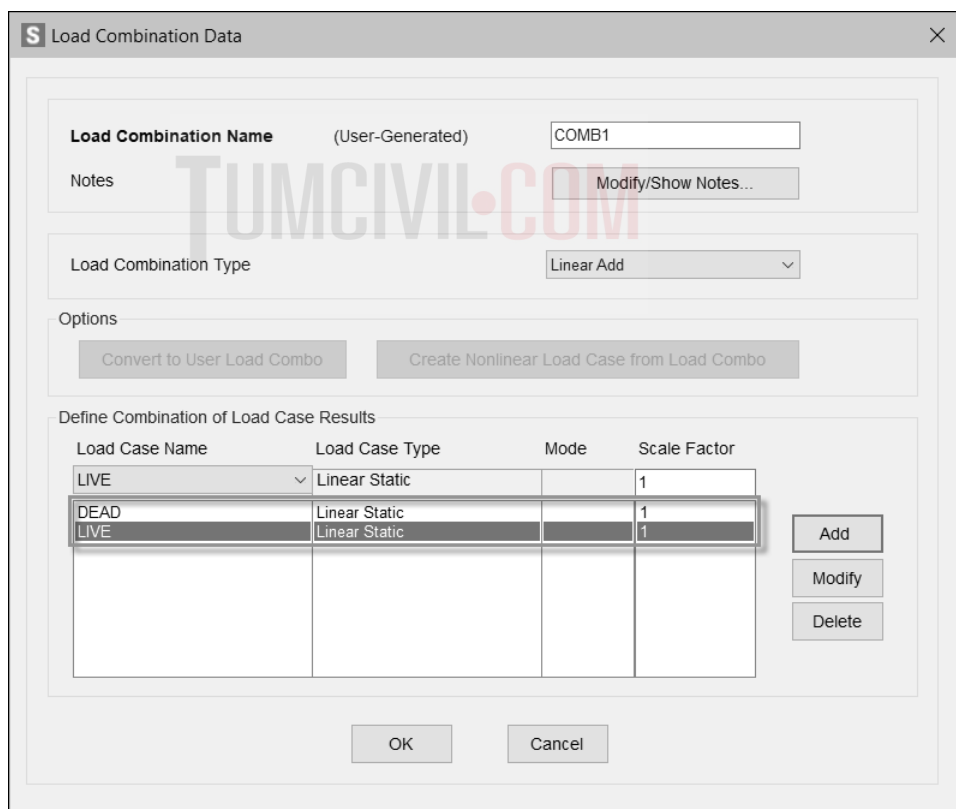 S Load Combination Data
Load Combination Name (User-Generated) COMB1
Notes Modify/Show Notes...
TUMCIVIL•COM
Load Combination Type Linear Add
Options
Convert to User Load Combo Create Nonlinear Load Case from Load Combo
Define Combination of Load Case Results
Load Case Name Load Case Type Mode Scale Factor
LIVE Linear Static 1
DEAD Linear Static 1
LIVE Linear Static 1
Add
Modify
Delete
OK Cancel